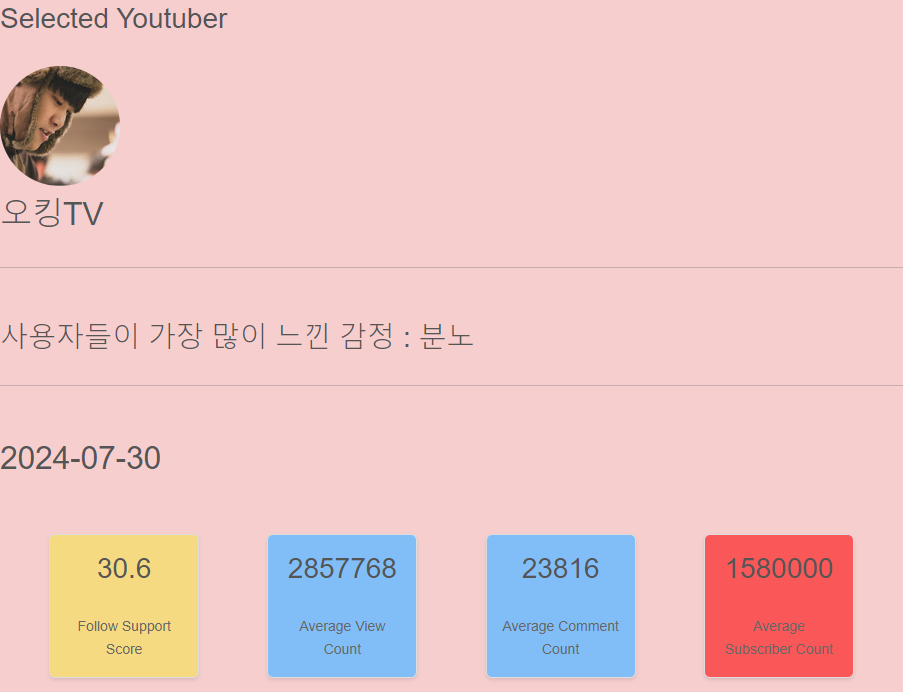 Selected Youtuber
오킹TV
사용자들이 가장 많이 느낀 감정 : 분노
2024-07-30
30.6
Follow Support
Score
2857768
Average View
Count
23816
Average Comment
Count
1580000
Average
Subscriber Count